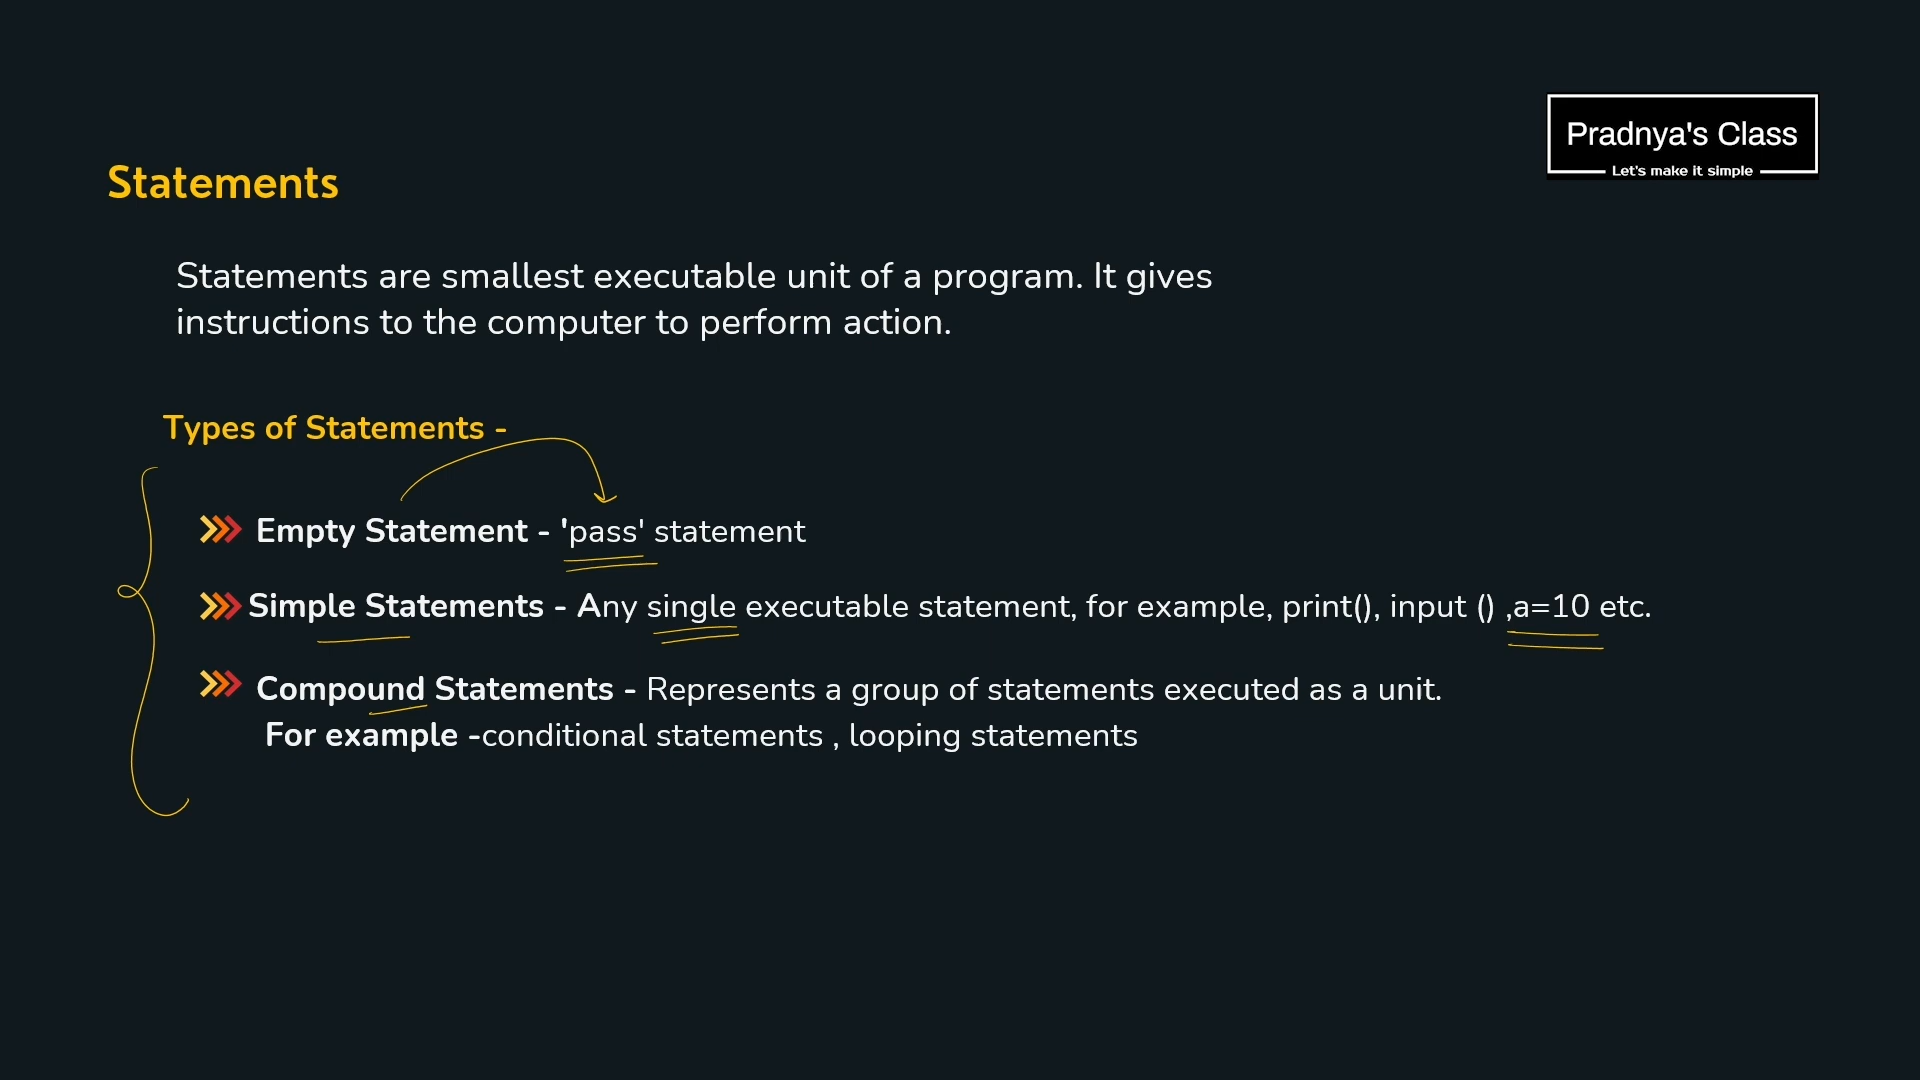 Pradnya's Class
Let's make it simple
Statements
Statements are smallest executable unit of a program. It gives
instructions to the computer to perform action.
Types of Statements -
Empty Statement - 'pass' statement
Simple Statements - Any single executable statement, for example, print(), input () ,a=10 etc.
Compound Statements - Represents a group of statements executed as a unit.
For example -conditional statements , looping statements